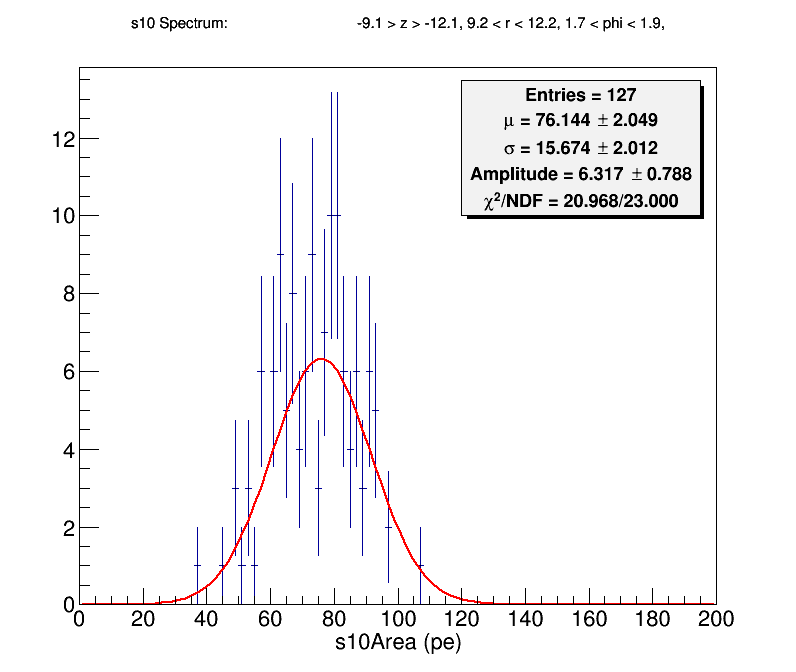 s10 Spectrum: -9.1 > z > -12.1, 9.2 < r < 12.2, 1.7 < phi < 1.9,
Entries = 127
μ = 76.144 ± 2.049
σ = 15.674 ± 2.012
Amplitude = 6.317 ± 0.788
χ²/NDF = 20.968/23.000
12
10
8
6
4
2
0
0 20 40 60 80 100 120 140 160 180 200
s10Area (pe)